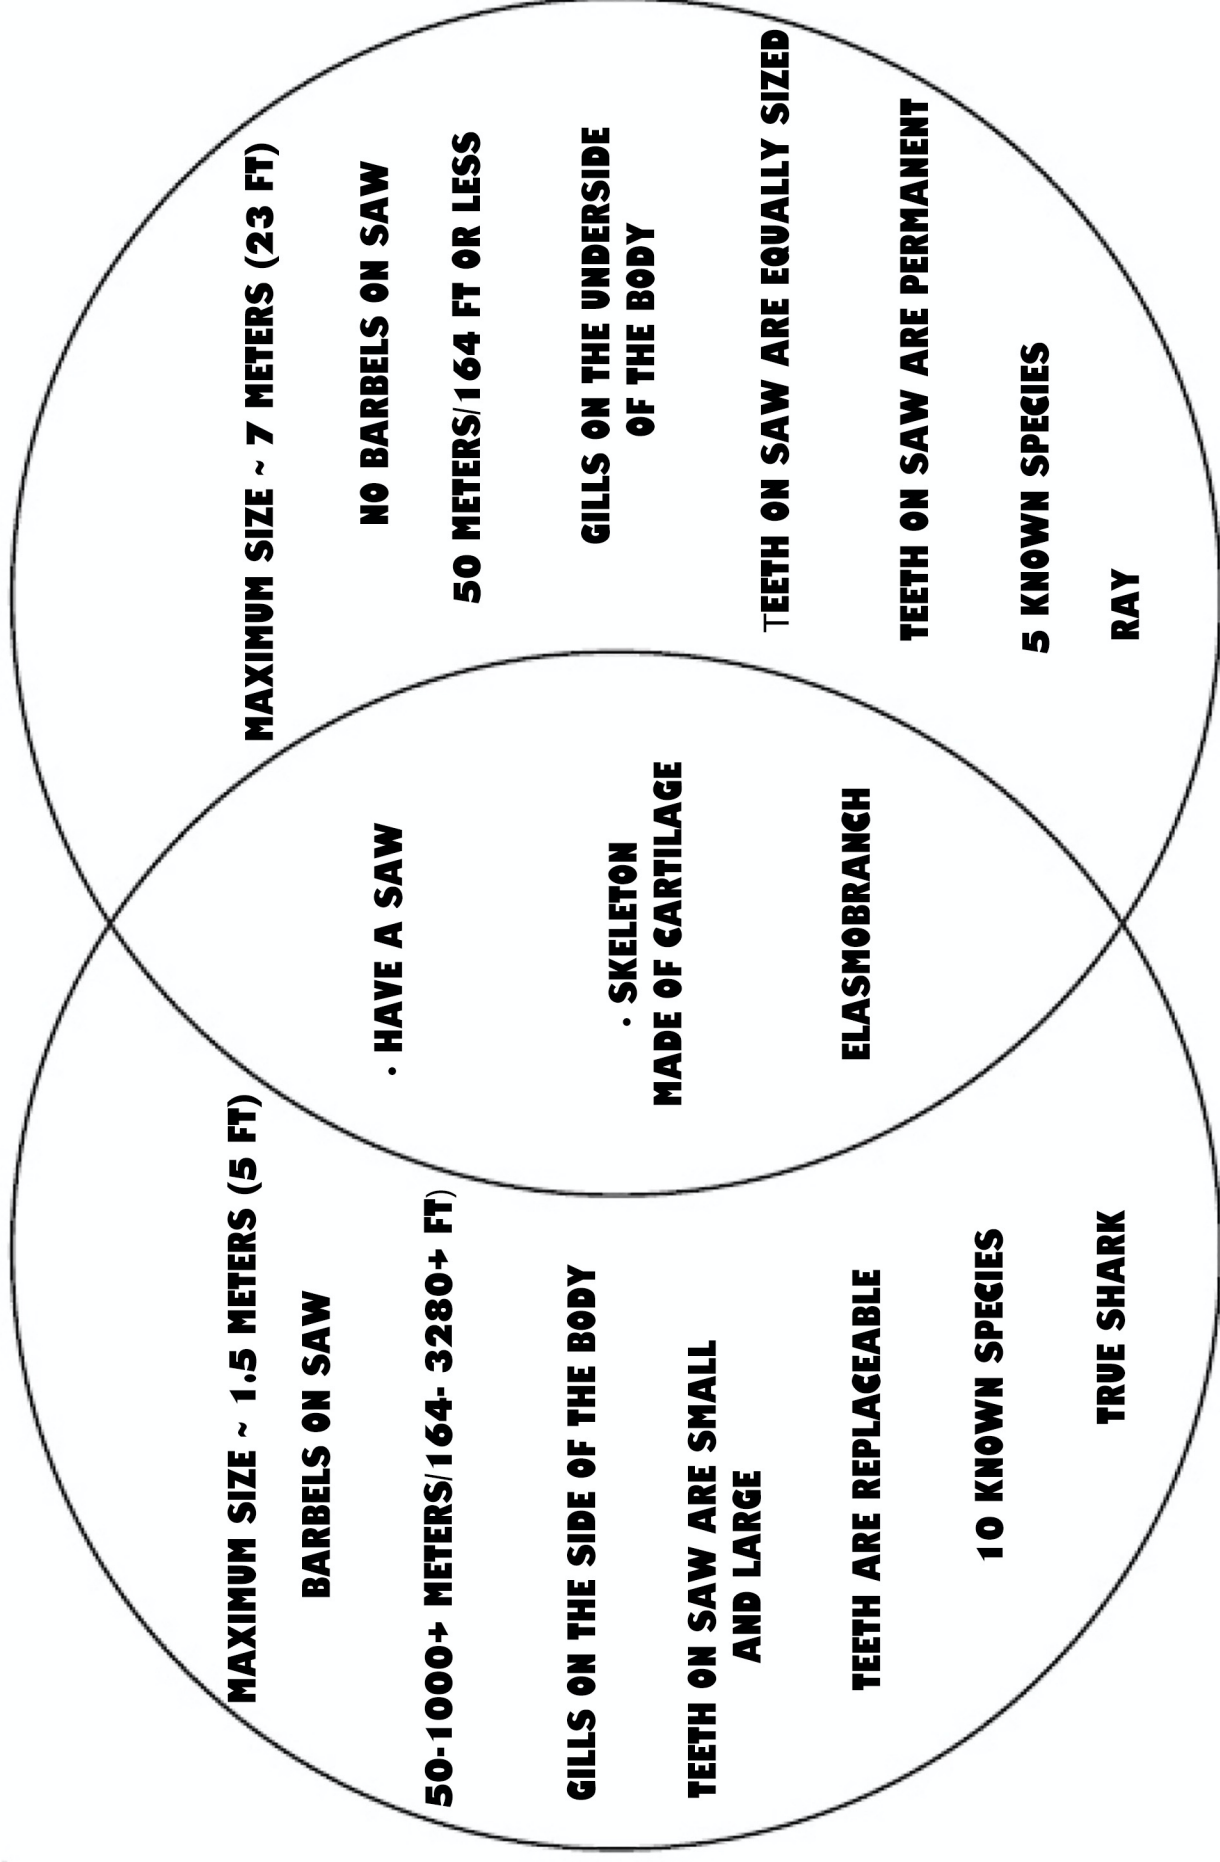 MAXIMUM SIZE ~ 1.5 METERS (5 FT)
BARBELS ON SAW
50-1000+ METERS/164- 3280+ FT)
GILLS ON THE SIDE OF THE BODY
TEETH ON SAW ARE SMALL
AND LARGE
TEETH ARE REPLACEABLE
10 KNOWN SPECIES
TRUE SHARK
· HAVE A SAW
· SKELETON
MADE OF CARTILAGE
ELASMOBRANCH
MAXIMUM SIZE ~ 7 METERS (23 FT)
NO BARBELS ON SAW
50 METERS/164 FT OR LESS
GILLS ON THE UNDERSIDE
OF THE BODY
TEETH ON SAW ARE EQUALLY SIZED
TEETH ON SAW ARE PERMANENT
5 KNOWN SPECIES
RAY